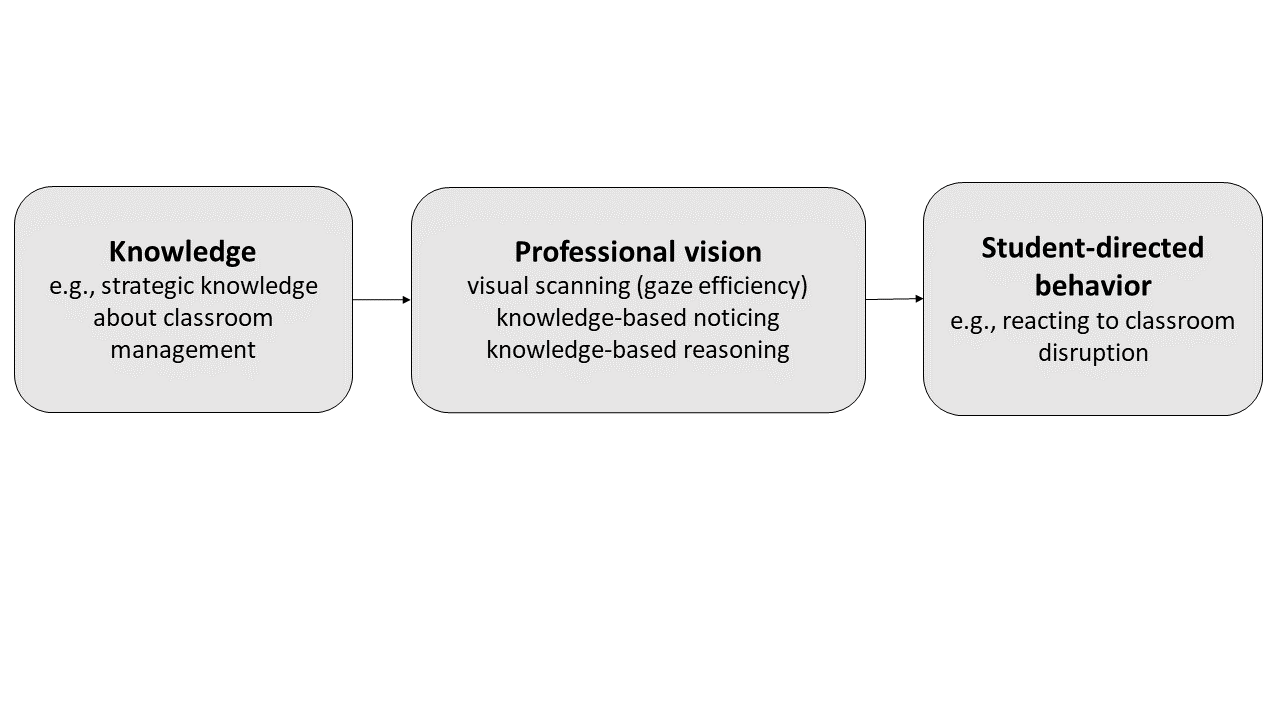 Knowledge
e.g., strategic knowledge
about classroom
management
Professional vision
visual scanning (gaze efficiency)
knowledge-based noticing
knowledge-based reasoning
Student-directed
behavior
e.g., reacting to classroom
disruption